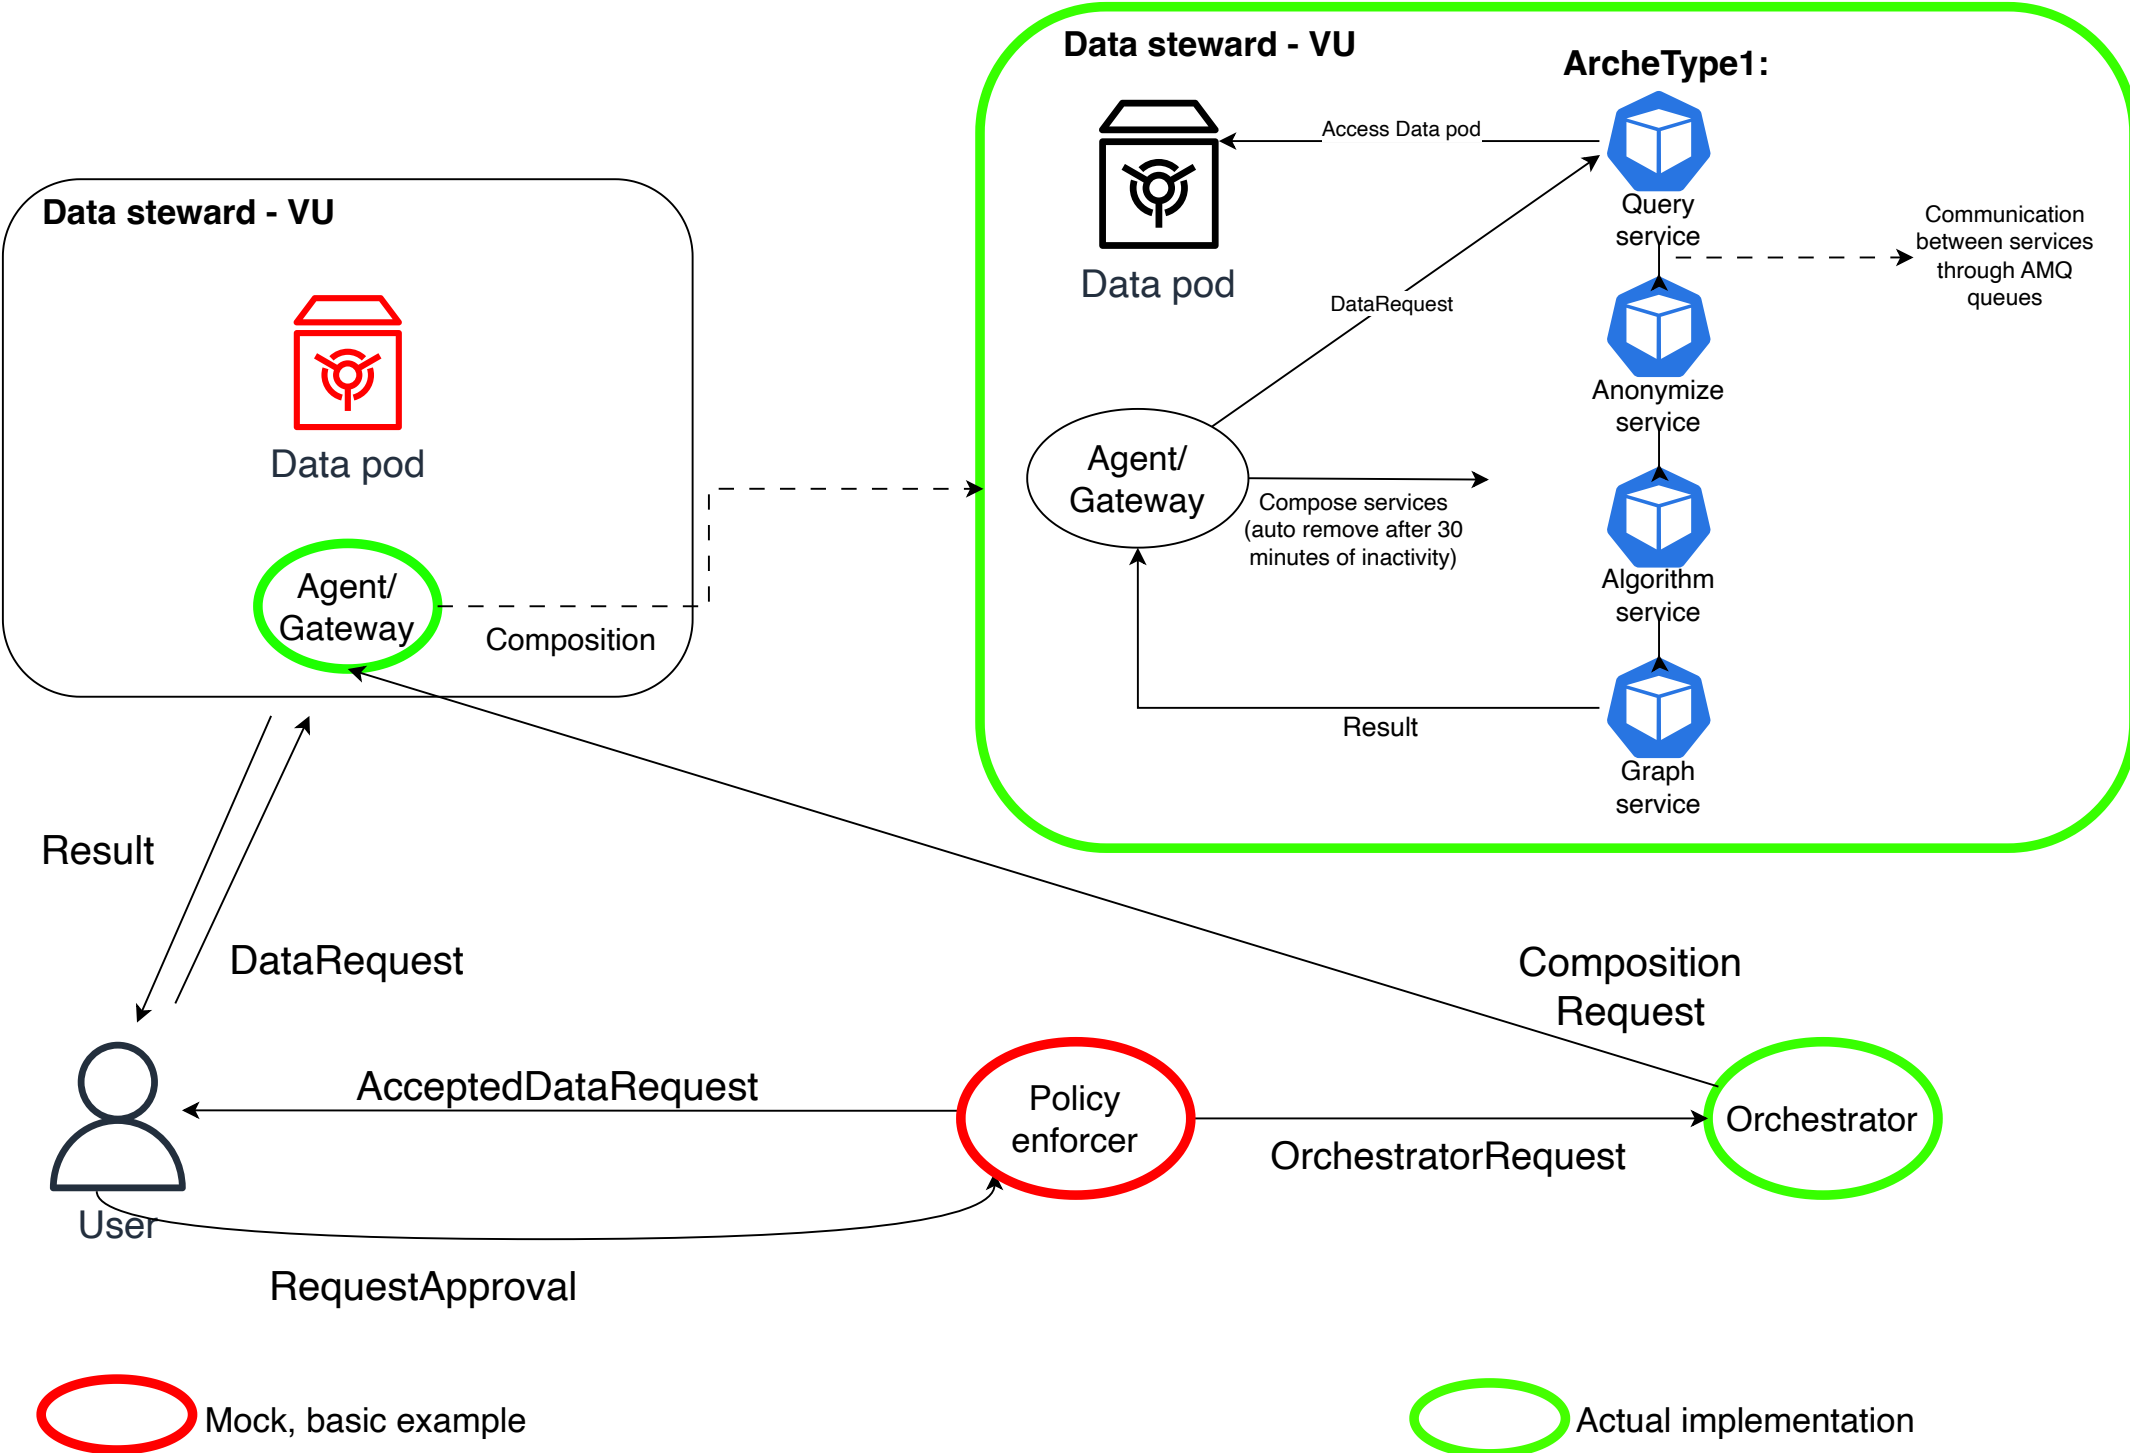 Data steward - VU
ArcheType1:
Access Data pod
Query
service
Communication
between services
through AMQ
queues
Data pod
DataRequest
Anonymize
service
Agent/
Gateway
Compose services
(auto remove after 30
minutes of inactivity)
Algorithm
service
Result
Graph
service
Data steward - VU
Data pod
Agent/
Gateway
Composition
Result
DataRequest
Composition
Request
AcceptedDataRequest
Policy
enforcer
OrchestratorRequest
Orchestrator
User
RequestApproval
Mock, basic example
Actual implementation